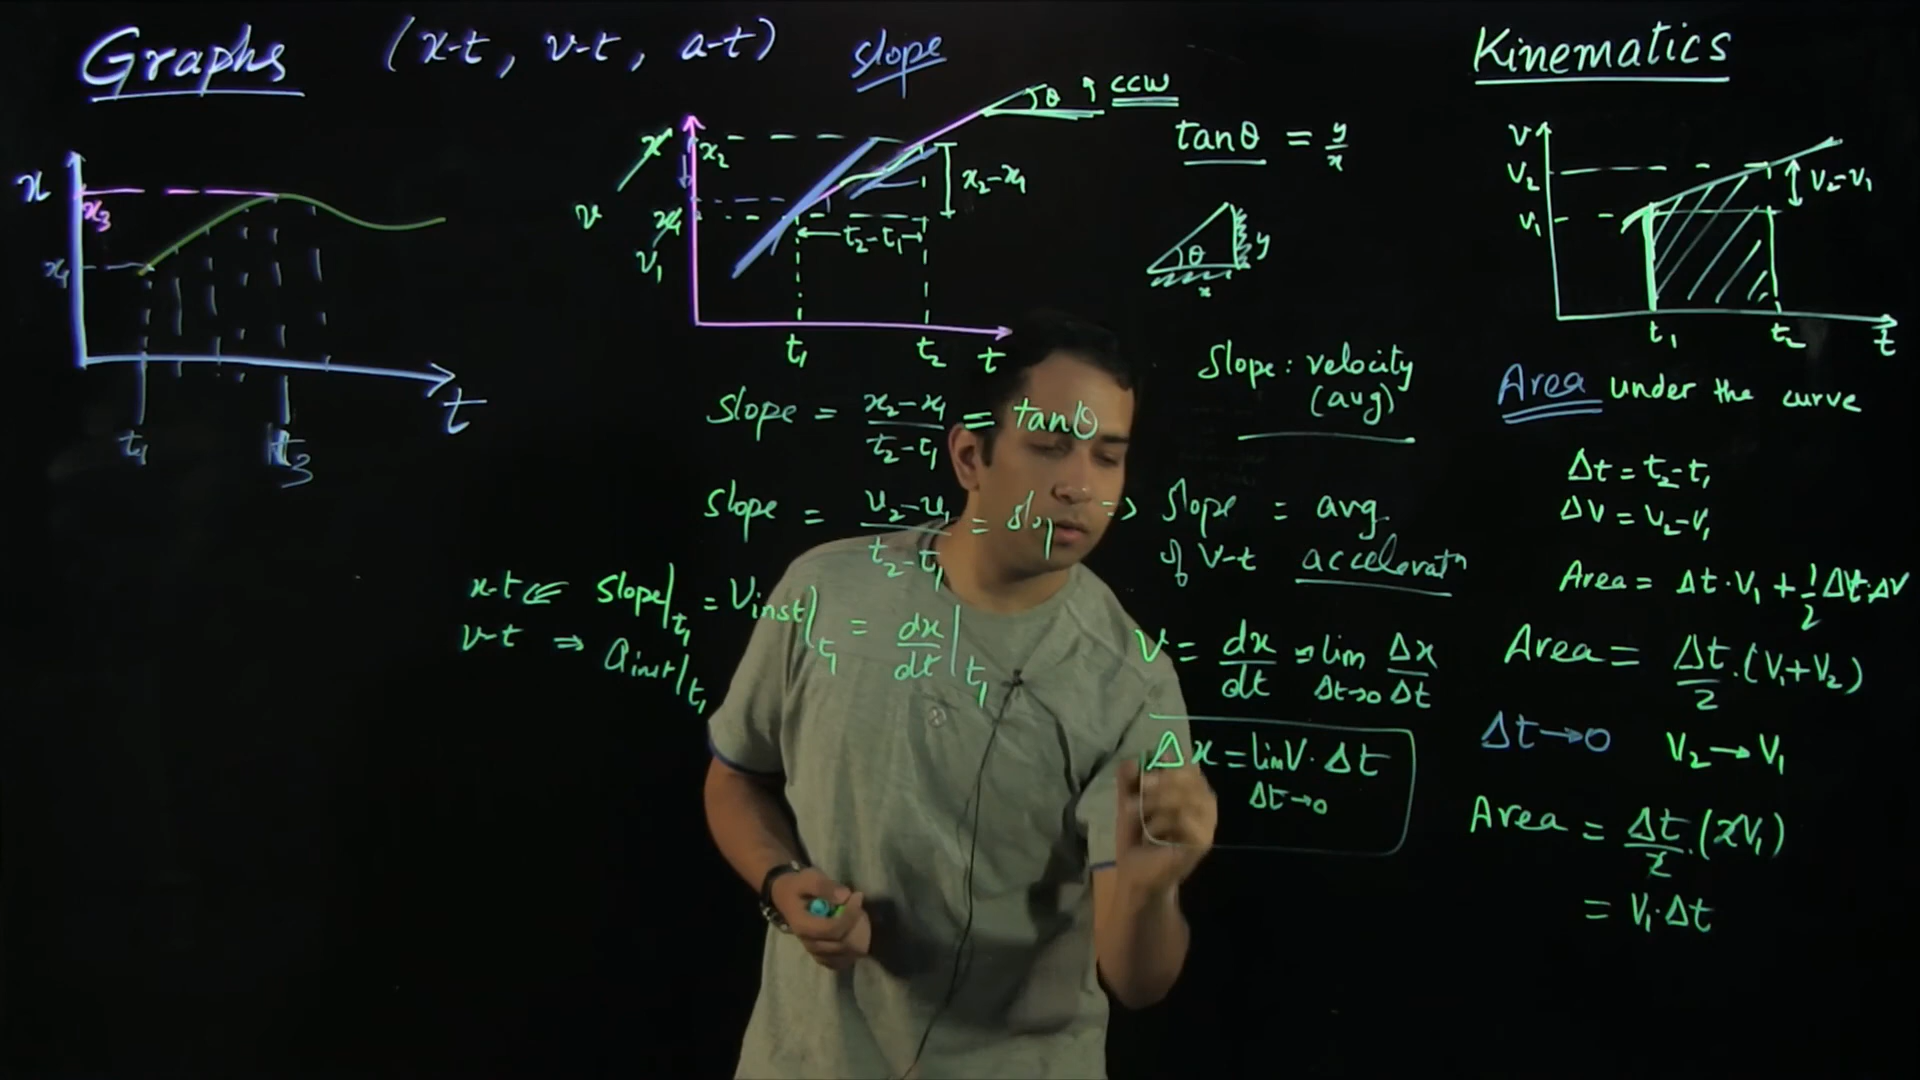 Graphs (x-t, v-t, a-t) slope
Kinematics
x
x3
x1
t1
t3
t
x
v
x2
x1
v1
x2-x1
t2-t1
t1
t2
t
θ
CCW
tanθ = y/x
θ
y
x
v
v2
v1
v2-v1
t1
t2
t
Slope: velocity
(avg)
Slope = (x2-x1)/(t2-t1) = tanθ
Slope = (v2-v1)/(t2-t1) = slop
=> Slope = avg
of v-t
x-t <= Slope|t1 = Vinst|t1 = dx/dt|t1
v-t => ainst|t1
V = dx/dt = lim Δt→0 Δx/Δt
Δx = lim V·Δt
Δt→0
Area under the curve
Δt = t2-t1
ΔV = V2-V1
Area = Δt·V1 + 1/2 Δt·ΔV
Area = Δt/2 ·(V1+V2)
Δt→0 V2→V1
Area = Δt/2 ·(2V1)
= V1·Δt